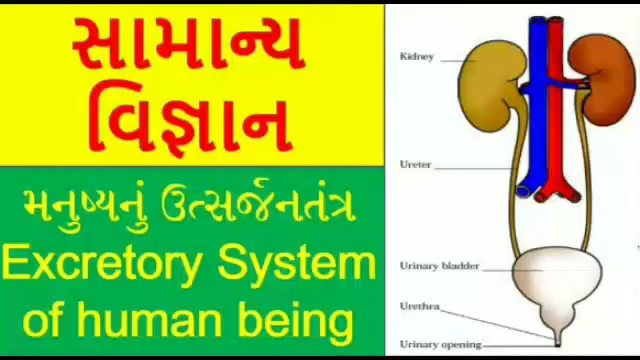 સામાન્ય
વિજ્ઞાન
મનુષ્યનું ઉત્સર્જનતંત્ર
Excretory System
of human being
Kidney
Ureter
Urinary bladder
Urethra
Urinary opening